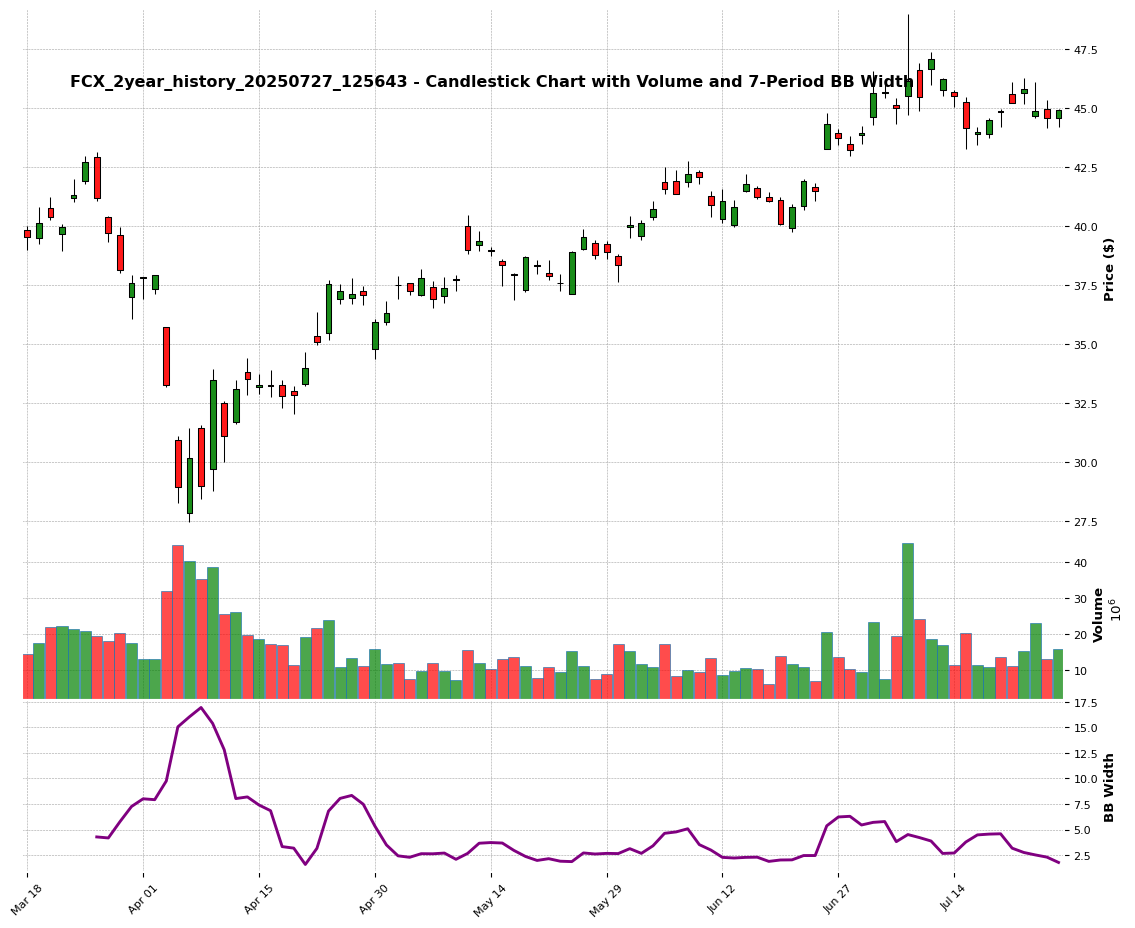 FCX_2year_history_20250727_125643 - Candlestick Chart with Volume and 7-Period BB Width
47.5
45.0
42.5
40.0
37.5
35.0
32.5
30.0
27.5
Price ($)
40
30
20
10
Volume
10^6
17.5
15.0
12.5
10.0
7.5
5.0
2.5
BB Width
Mar 18
Apr 01
Apr 15
Apr 30
May 14
May 29
Jun 12
Jun 27
Jul 14